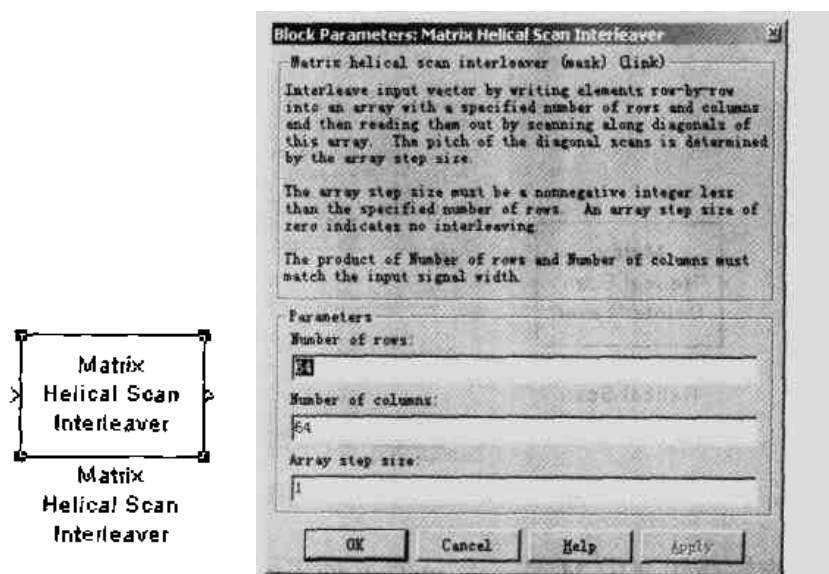 Block Parameters: Matrix Helical Scan Interleaver
Matrix helical scan interleaver (mask) (link)
Interleave input vector by writing elements row-by-row
into an array with a specified number of rows and columns
and then reading them out by scanning along diagonals of
this array. The pitch of the diagonal scans is determined
by the array step size.
The array step size must be a nonnegative integer less
than the specified number of rows. An array step size of
zero indicates no interleaving.
The product of Number of rows and Number of columns must
match the input signal width.
Parameters
Number of rows:
64
Number of columns:
64
Array step size:
1
OK Cancel Help Apply
Matrix
Helical Scan
Interleaver
Matrix
Helical Scan
Interleaver